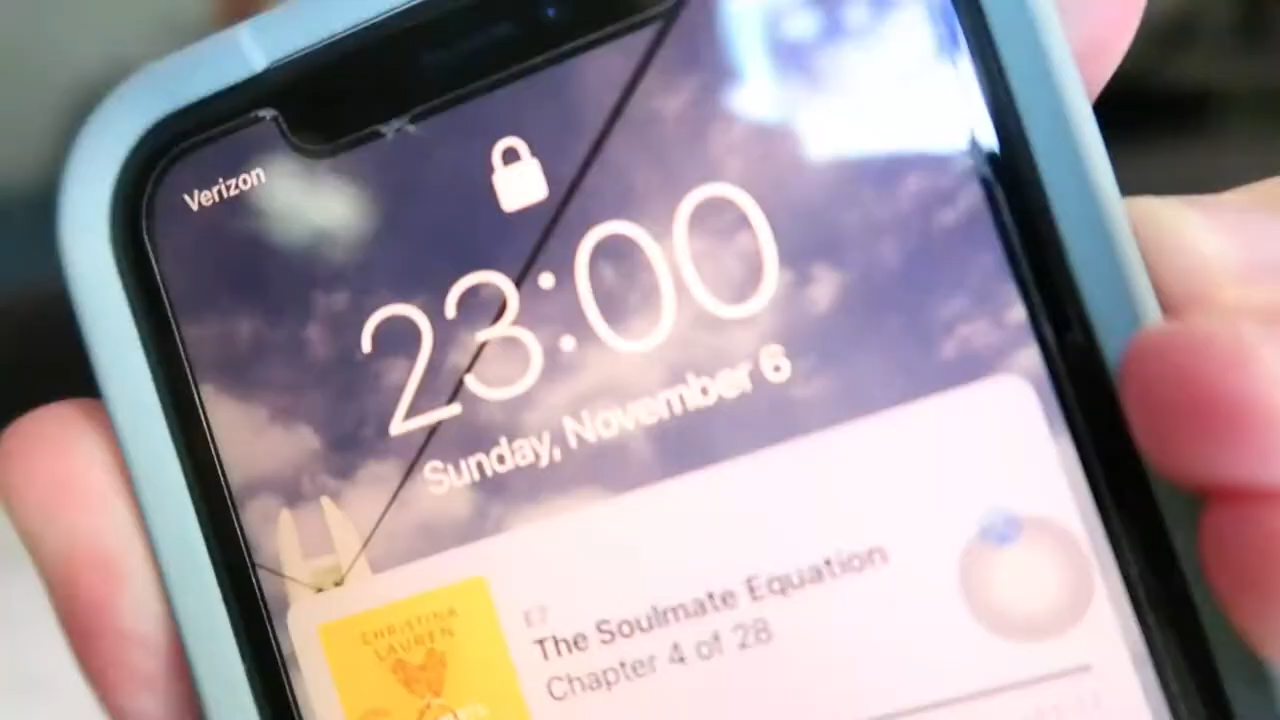 Verizon
23:00
Sunday, November 6
The Soulmate Equation
Chapter 4 of 28
CHRISTINA
LAUREN